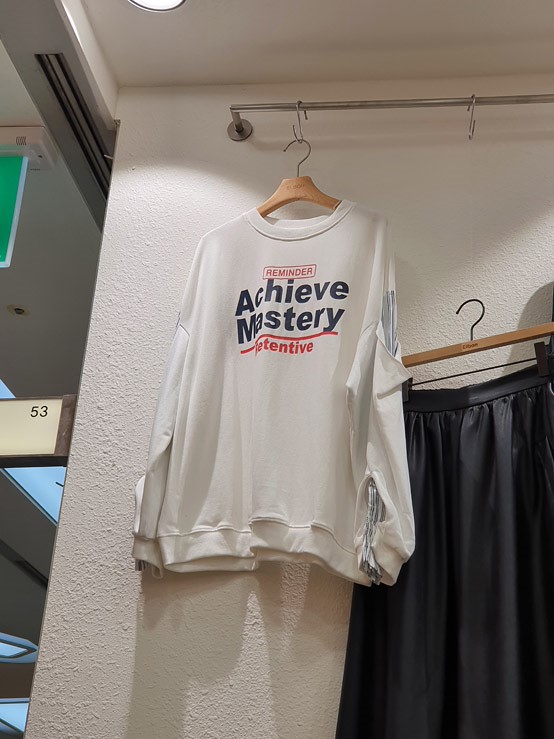 REMINDER
Achieve
Mastery
Retentive
53